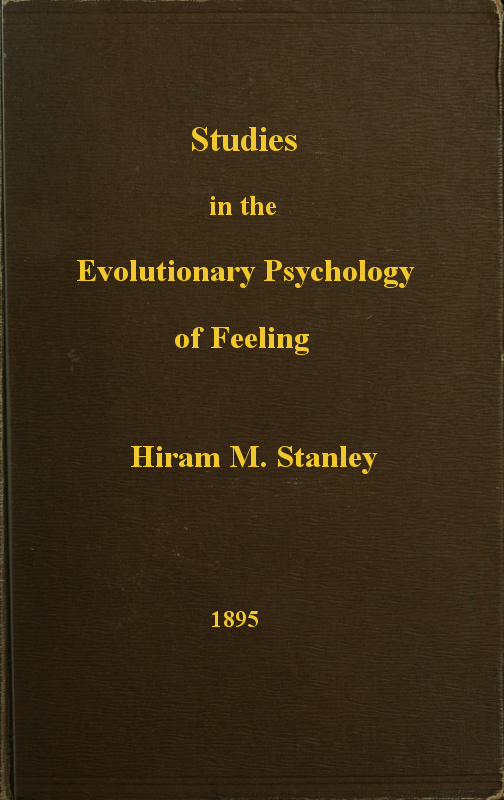 Studies
in the
Evolutionary Psychology
of Feeling
Hiram M. Stanley
1895